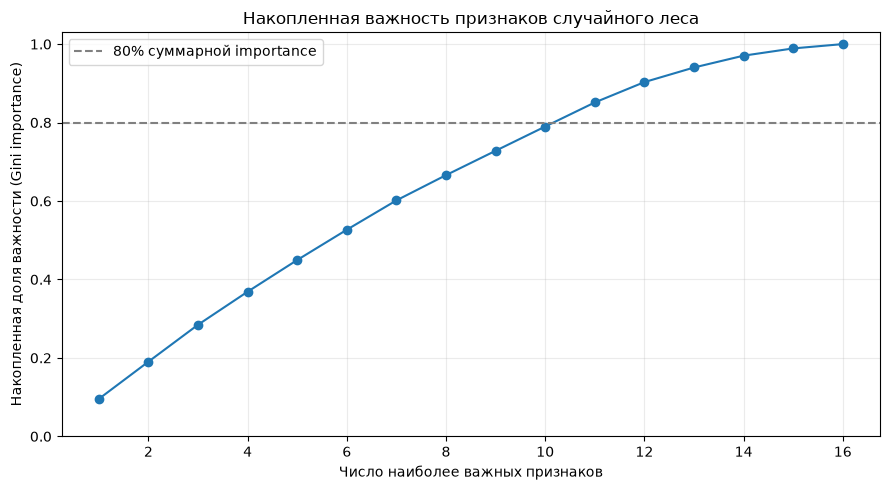 Накопленная важность признаков случайного леса
80% суммарной importance
Накопленная доля важности (Gini importance)
1.0
0.8
0.6
0.4
0.2
0.0
2 4 6 8 10 12 14 16
Число наиболее важных признаков